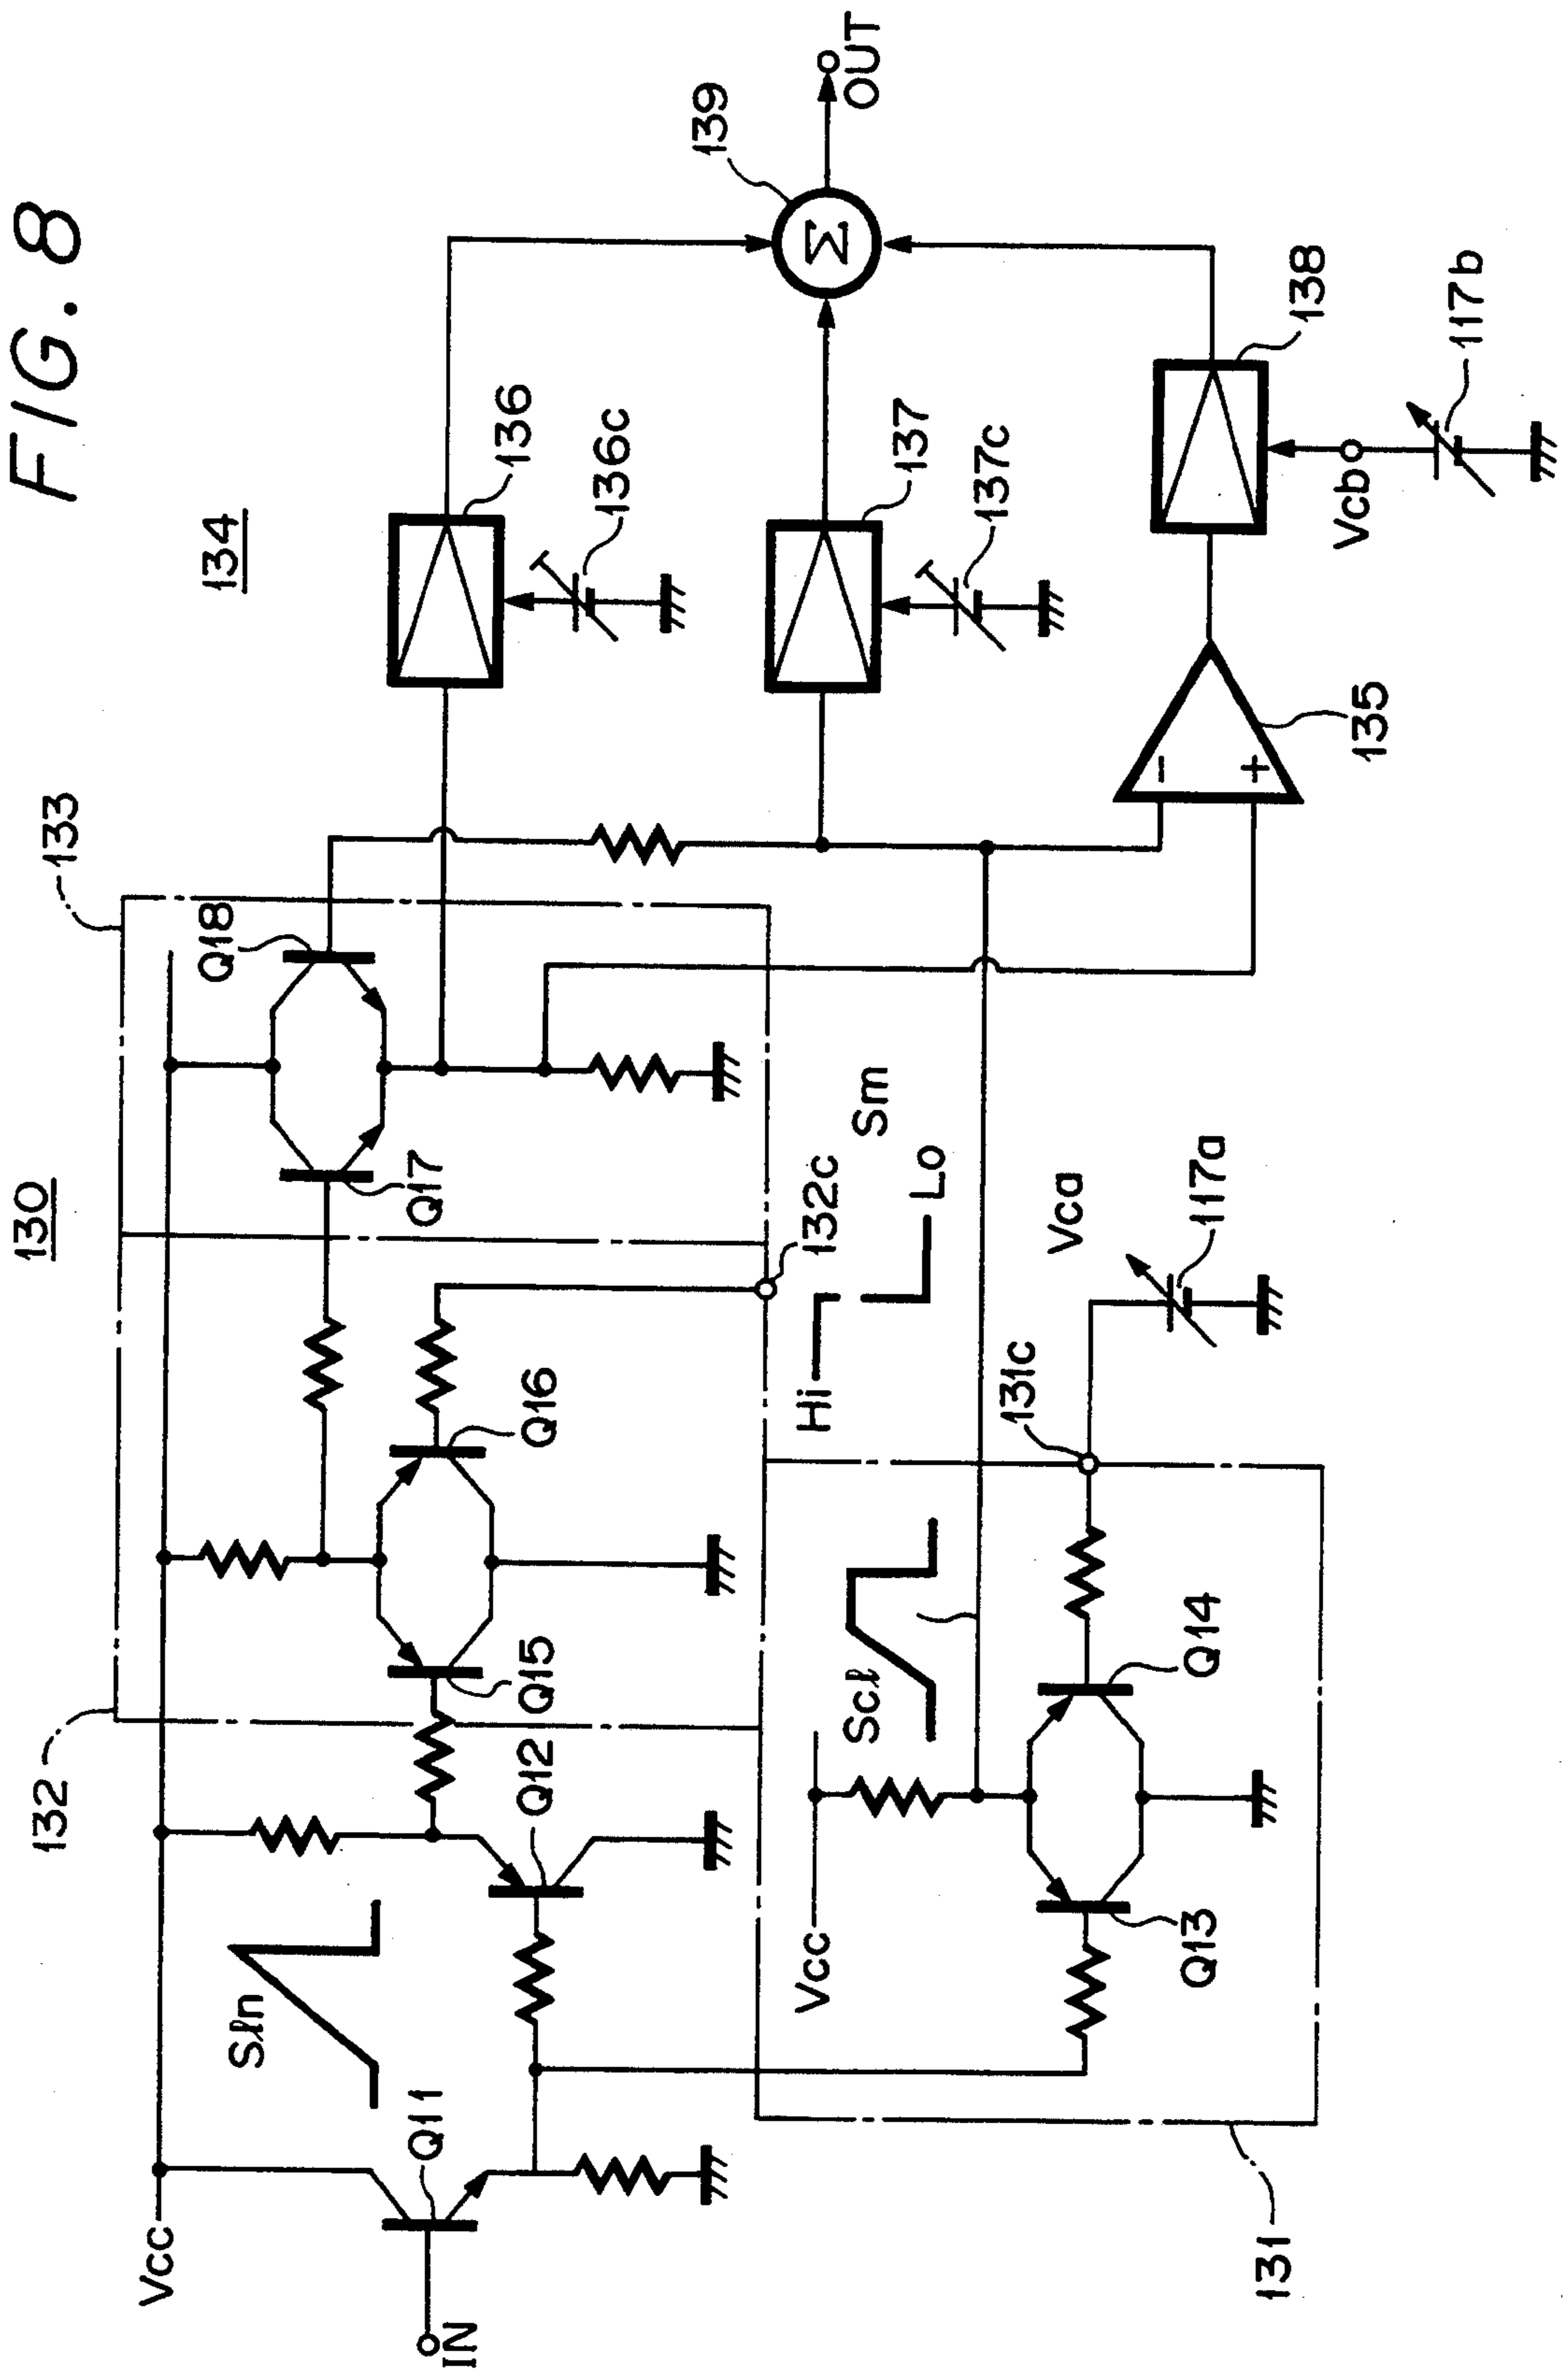 FIG. 8
130
134
133
132
Vcc
IN
Q11
Sℓn
Q12
Q15
Q16
Q17
Q18
132c
Hi
Lo
Sm
136
136c
137
137c
139
Σ
OUT
135
-
+
138
Vcb
117b
131
Vcc
Scℓ
Q13
Q14
131c
Vca
117a